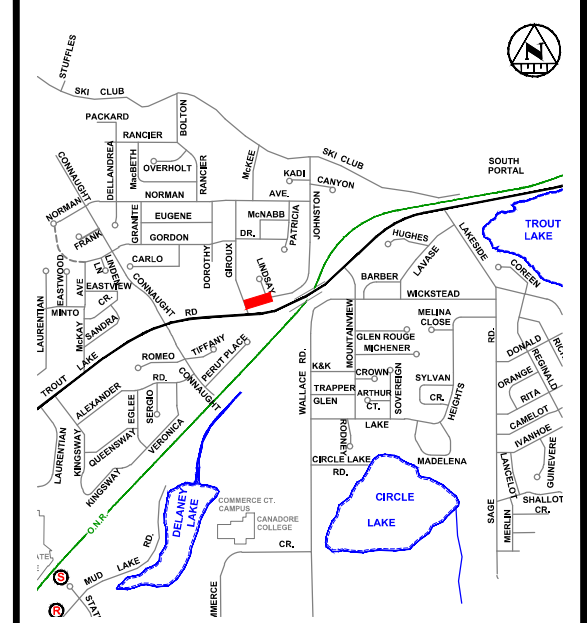 N
STUFFLES
SKI CLUB
PACKARD
BOLTON
RANCIER
CONNAUGHT
DELLANDREA
MacBETH
OVERHOLT
RANCIER
McKEE
SKI CLUB
KADI
CANYON
SOUTH
PORTAL
NORMAN
NORMAN
AVE.
GRANITE
EUGENE
McNABB
PATRICIA
JOHNSTON
TROUT
LAKE
FRANK
GORDON
DR.
HUGHES
LAKESIDE
LAVASE
COREEN
EASTWOOD
AVE
LN
LINDEN
CARLO
DOROTHY
GIROUX
LINDSAY
CONNAUGHT
BARBER
EASTVIEW
WICKSTEAD
LAURENTIAN
MINTO
CR.
McKAY
SANDRA
RD
MOUNTAINVIEW
MELINA
CLOSE
RD.
TROUT LAKE
ROMEO
TIFFANY
PERUT PLACE
GLEN ROUGE
MICHENER
DONALD
REGINALD
RIC
K&K
CROWN
SOVEREIGN
SYLVAN
CR.
ORANGE
ALEXANDER
RD.
CONNAUGHT
WALLACE RD.
TRAPPER
ARTHUR
CT.
HEIGHTS
RITA
GLEN
EGLEE
SERGIO
LAKE
CAMELOT
VERONICA
RODNEY
IVANHOE
LAURENTIAN
KINGSWAY
QUEENSWAY
CIRCLE LAKE
RD.
MADELENA
LANCELOT
GUINEVERE
KINGSWAY
O.N.R.
DELANEY
LAKE
COMMERCE CT.
CAMPUS
CANADORE
COLLEGE
CIRCLE
LAKE
SAGE
SHALLOT
CR.
MERLIN
MUD LAKE RD.
CR.
ATE
S
R
STAT
MMERCE